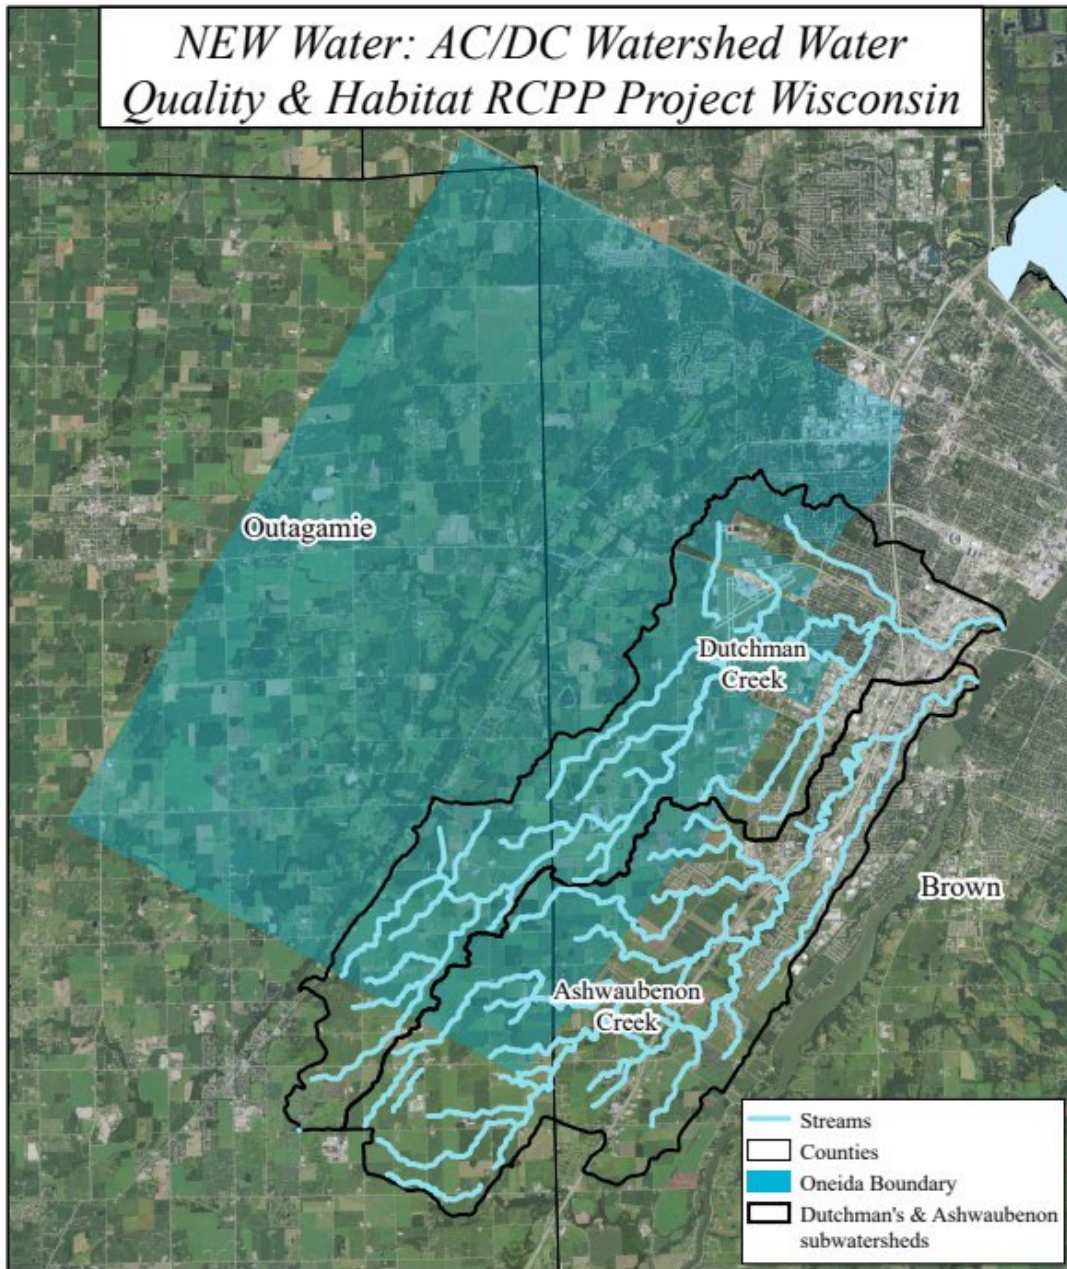 NEW Water: AC/DC Watershed Water
Quality & Habitat RCPP Project Wisconsin
Outagamie
Dutchman
Creek
Brown
Ashwaubenon
Creek
Streams
Counties
Oneida Boundary
Dutchman's & Ashwaubenon
subwatersheds